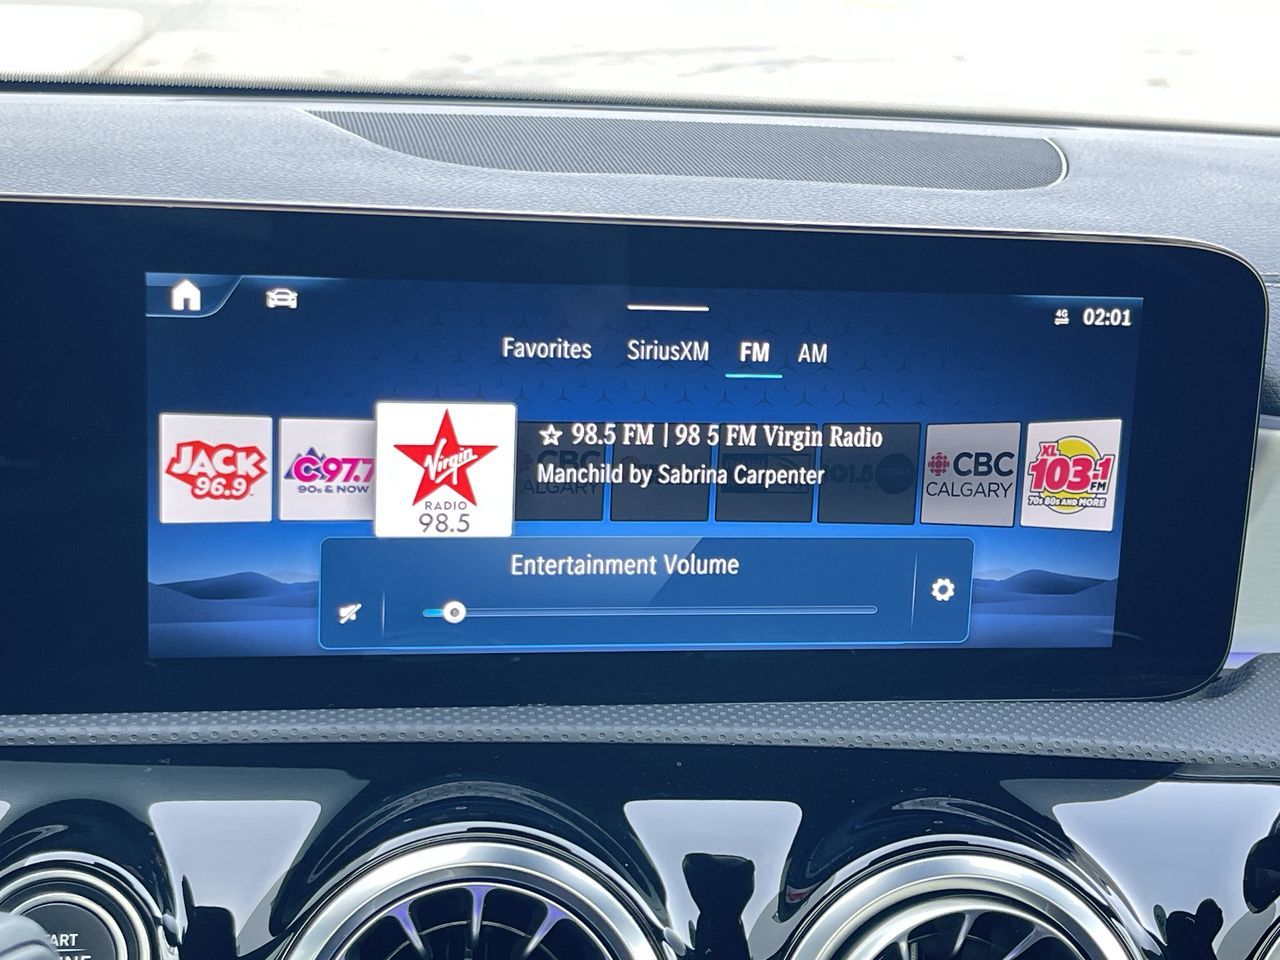 4G
02:01
Favorites SiriusXM FM AM
JACK
96.9
C97.7
90s & NOW
Virgin
RADIO
98.5
☆ 98.5 FM | 98 5 FM Virgin Radio
Manchild by Sabrina Carpenter
CBC
CALGARY
XL
103.1
FM
70s 80s AND MORE
Entertainment Volume